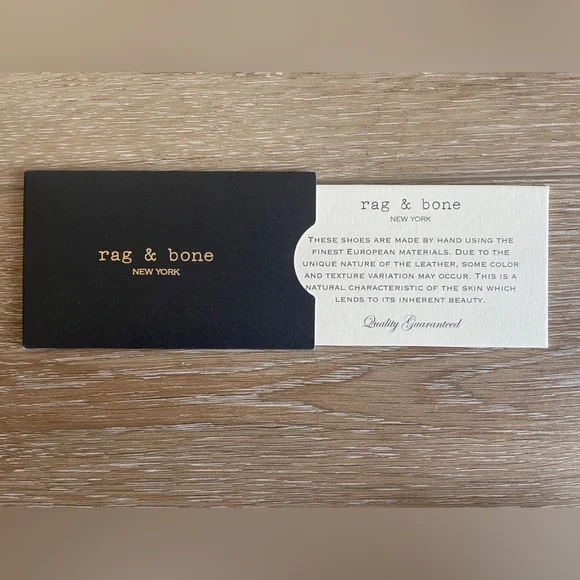 rag & bone
NEW YORK
rag & bone
NEW YORK
THESE SHOES ARE MADE BY HAND USING THE
FINEST EUROPEAN MATERIALS. DUE TO THE
UNIQUE NATURE OF THE LEATHER, SOME COLOR
AND TEXTURE VARIATION MAY OCCUR. THIS IS A
NATURAL CHARACTERISTIC OF THE SKIN WHICH
LENDS TO ITS INHERENT BEAUTY.
Quality Guaranteed